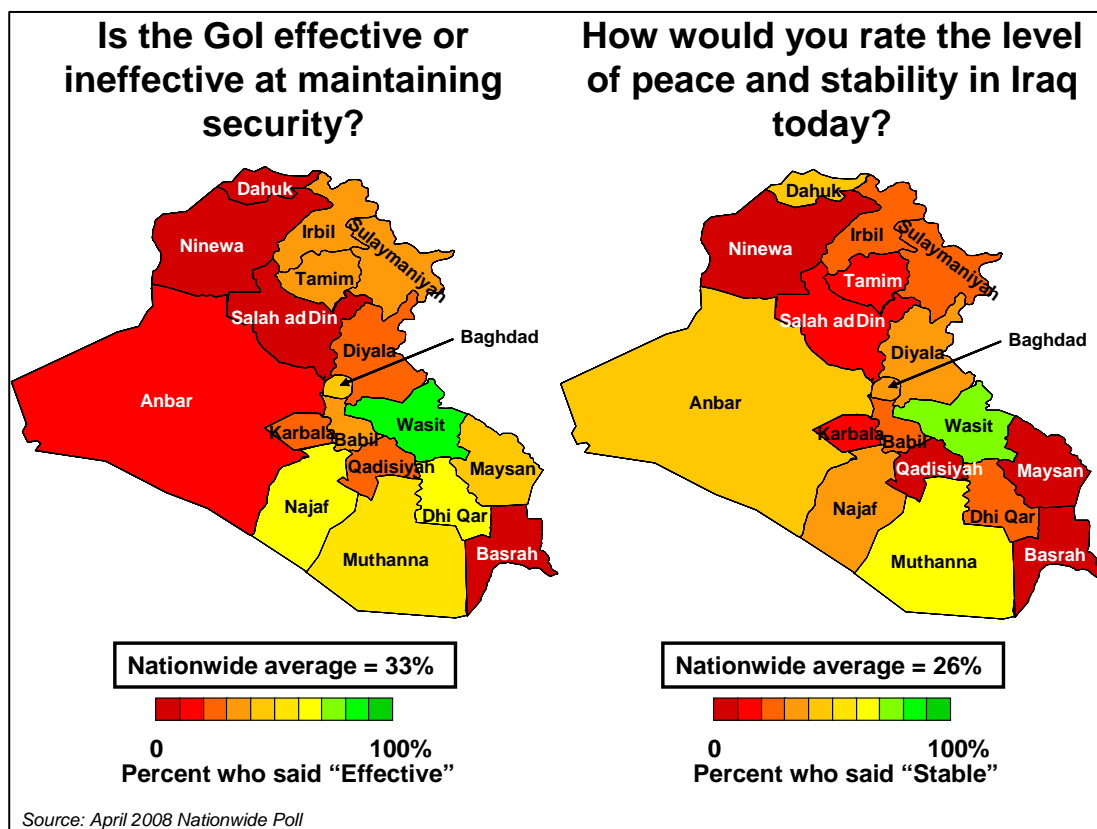 Is the GoI effective or
ineffective at maintaining
security?
Dahuk
Ninewa
Irbil
Sulaymaniyah
Tamim
Salah ad Din
Diyala
Baghdad
Anbar
Karbala
Babil
Wasit
Qadisiyah
Maysan
Najaf
Dhi Qar
Muthanna
Basrah
Nationwide average = 33%
0 100%
Percent who said “Effective”
How would you rate the level
of peace and stability in Iraq
today?
Dahuk
Ninewa
Irbil
Sulaymaniyah
Tamim
Salah ad Din
Diyala
Baghdad
Anbar
Karbala
Babil
Wasit
Qadisiyah
Maysan
Najaf
Dhi Qar
Muthanna
Basrah
Nationwide average = 26%
0 100%
Percent who said “Stable”
Source: April 2008 Nationwide Poll